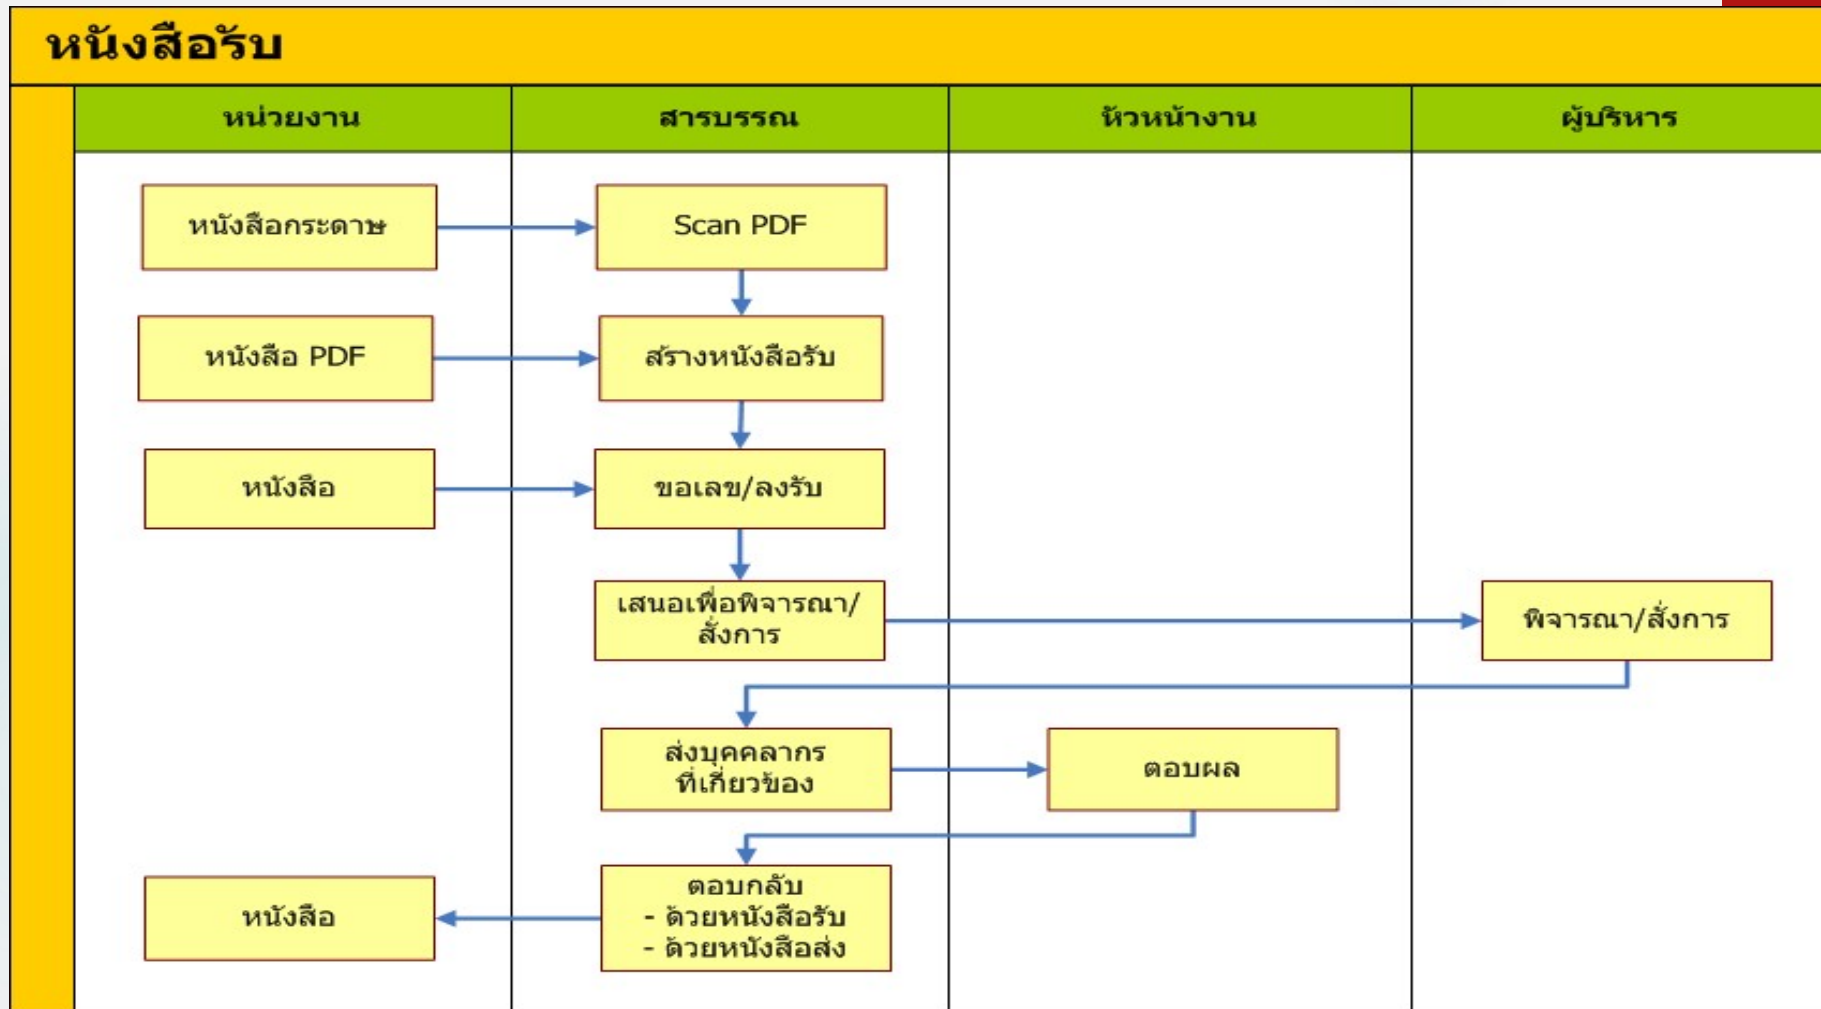 หนังสือรับ
หน่วยงาน
สารบรรณ
หัวหน้างาน
ผู้บริหาร
หนังสือกระดาษ
Scan PDF
หนังสือ PDF
สร้างหนังสือรับ
หนังสือ
ขอเลข/ลงรับ
เสนอเพื่อพิจารณา/
สั่งการ
พิจารณา/สั่งการ
ส่งบุคคลากร
ที่เกี่ยวข้อง
ตอบผล
หนังสือ
ตอบกลับ
- ด้วยหนังสือรับ
- ด้วยหนังสือส่ง